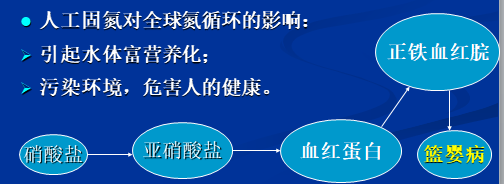 人工固氮对全球氮循环的影响：
引起水体富营养化；
污染环境，危害人的健康。
正铁血红脘
硝酸盐
亚硝酸盐
血红蛋白
篮婴病